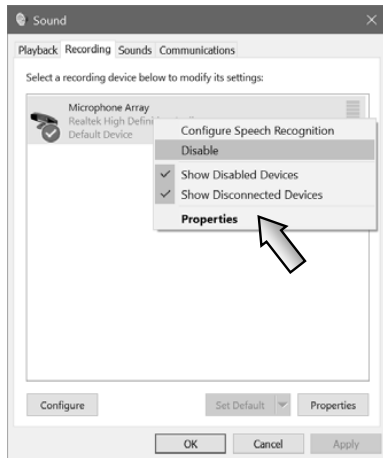 Sound
Playback Recording Sounds Communications
Select a recording device below to modify its settings:
Microphone Array
Realtek High Defini
Default Device
Configure Speech Recognition
Disable
Show Disabled Devices
Show Disconnected Devices
Properties
Configure Set Default Properties
OK Cancel Apply